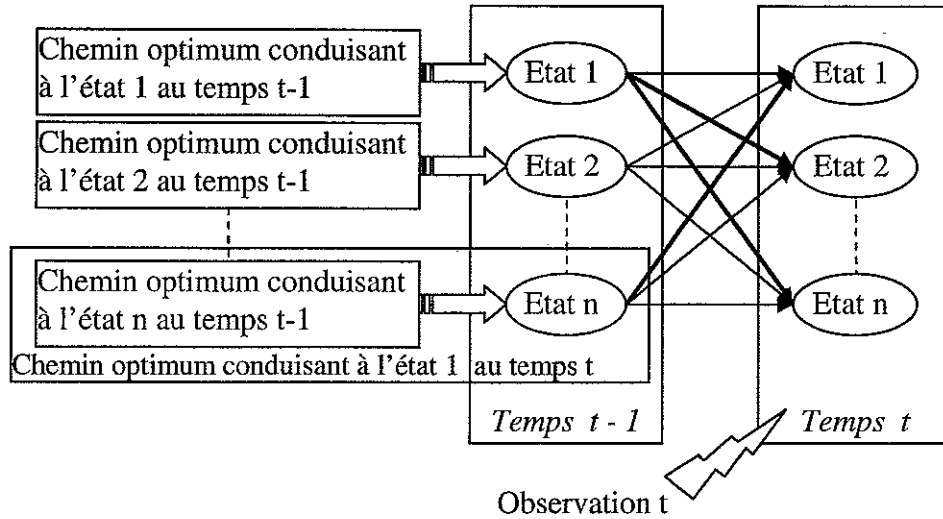 Chemin optimum conduisant
à l'état 1 au temps t-1
Etat 1
Etat 1
Chemin optimum conduisant
à l'état 2 au temps t-1
Etat 2
Etat 2
Chemin optimum conduisant
à l'état n au temps t-1
Etat n
Etat n
Chemin optimum conduisant à l'état 1 au temps t
Temps t - 1
Temps t
Observation t